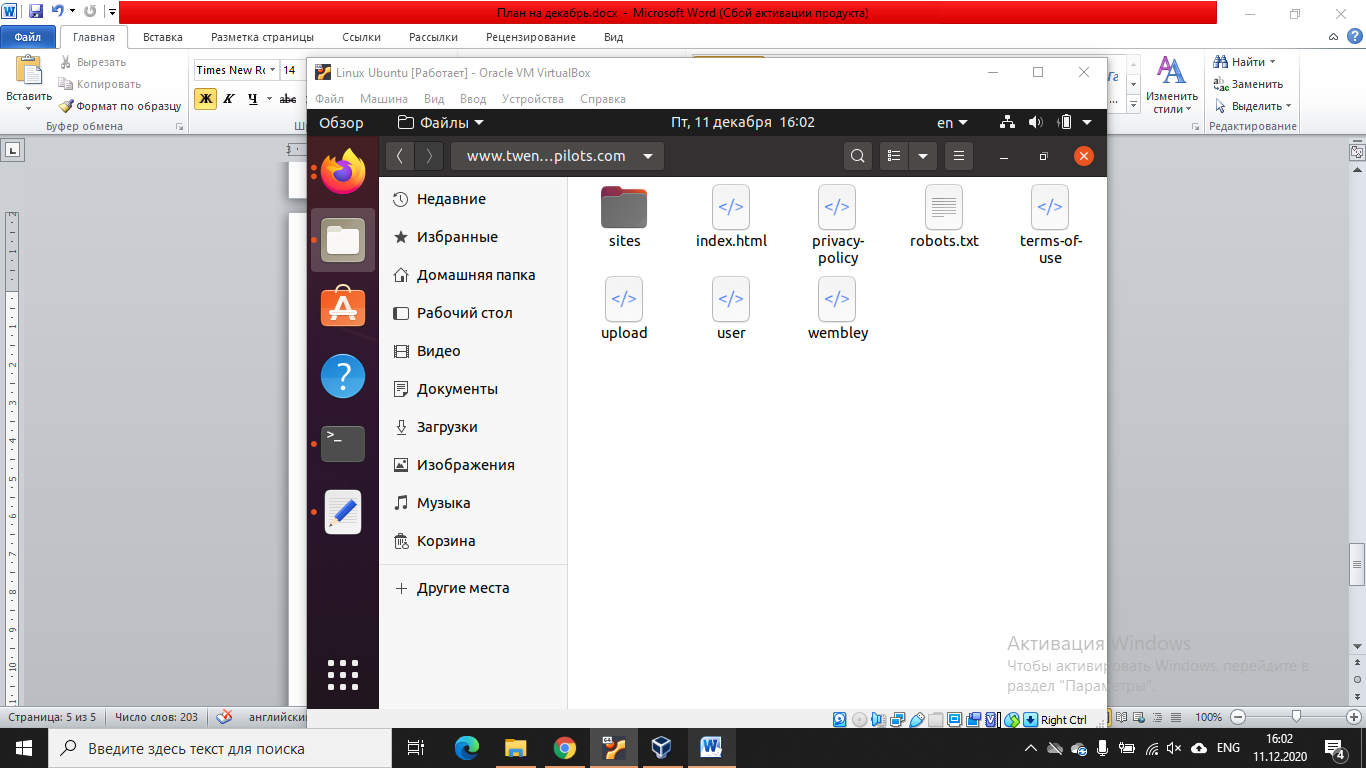 План на декабрь.docx - Microsoft Word (Сбой активации продукта)
Файл Главная Вставка Разметка страницы Ссылки Рассылки Рецензирование Вид
Вставить
Вырезать
Копировать
Формат по образцу
Буфер обмена
Times New Ro 14
Ж К Ч abc
Изменить стили
Найти
Заменить
Выделить
Редактирование
Linux Ubuntu [Работает] - Oracle VM VirtualBox
Файл Машина Вид Ввод Устройства Справка
Обзор Файлы Пт, 11 декабря 16:02 en
www.twen...pilots.com
Недавние
Избранные
Домашняя папка
Рабочий стол
Видео
Документы
Загрузки
Изображения
Музыка
Корзина
Другие места
sites index.html privacy-policy robots.txt terms-of-use
upload user wembley
Активация Windows
Чтобы активировать Windows, перейдите в
раздел "Параметры".
Right Ctrl
Страница: 5 из 5 Число слов: 203 100%
Введите здесь текст для поиска
ENG
16:02
11.12.2020
4